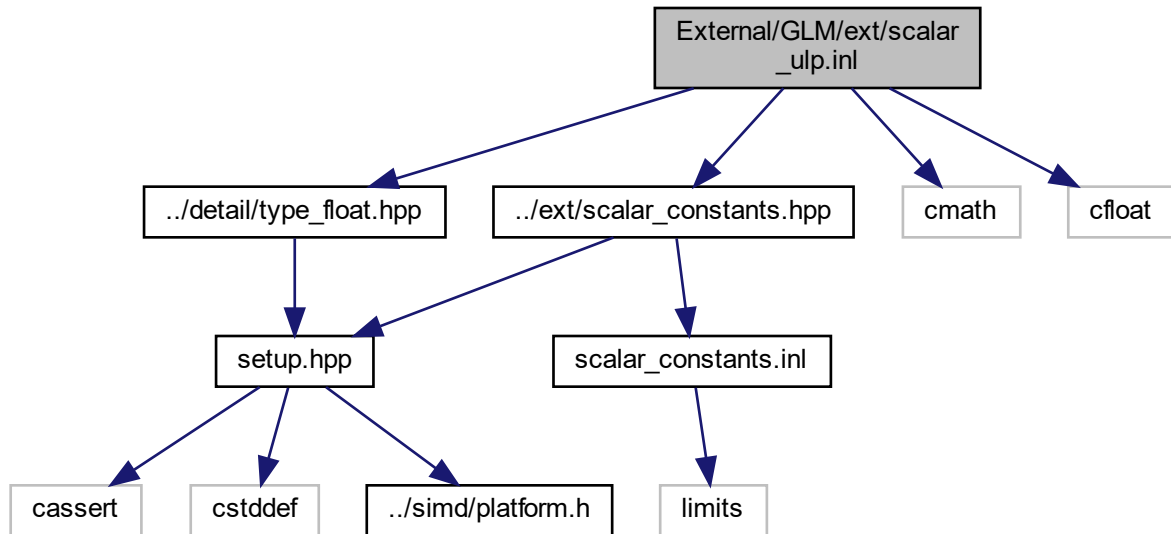 External/GLM/ext/scalar
_ulp.inl
../detail/type_float.hpp
../ext/scalar_constants.hpp
cmath
cfloat
setup.hpp
scalar_constants.inl
cassert
cstddef
../simd/platform.h
limits